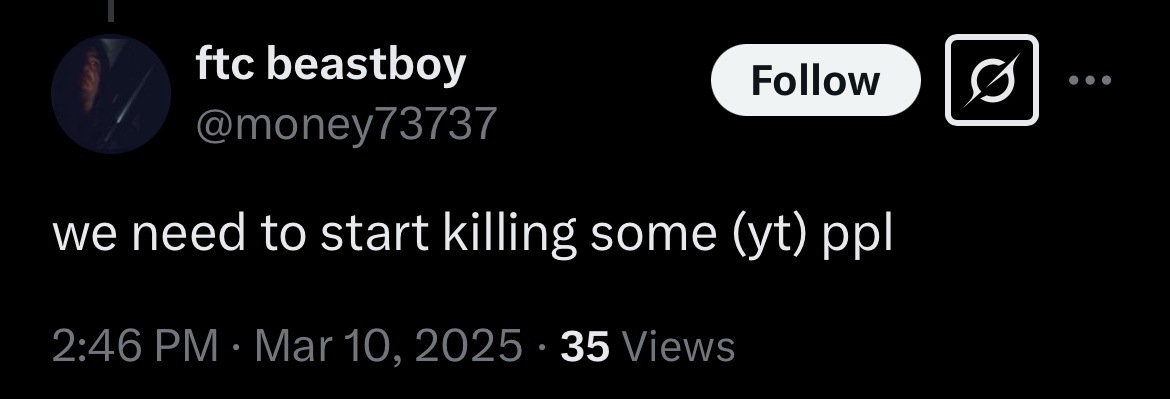 ftc beastboy
Follow
@money73737
we need to start killing some (yt) ppl
2:46 PM · Mar 10, 2025 · 35 Views